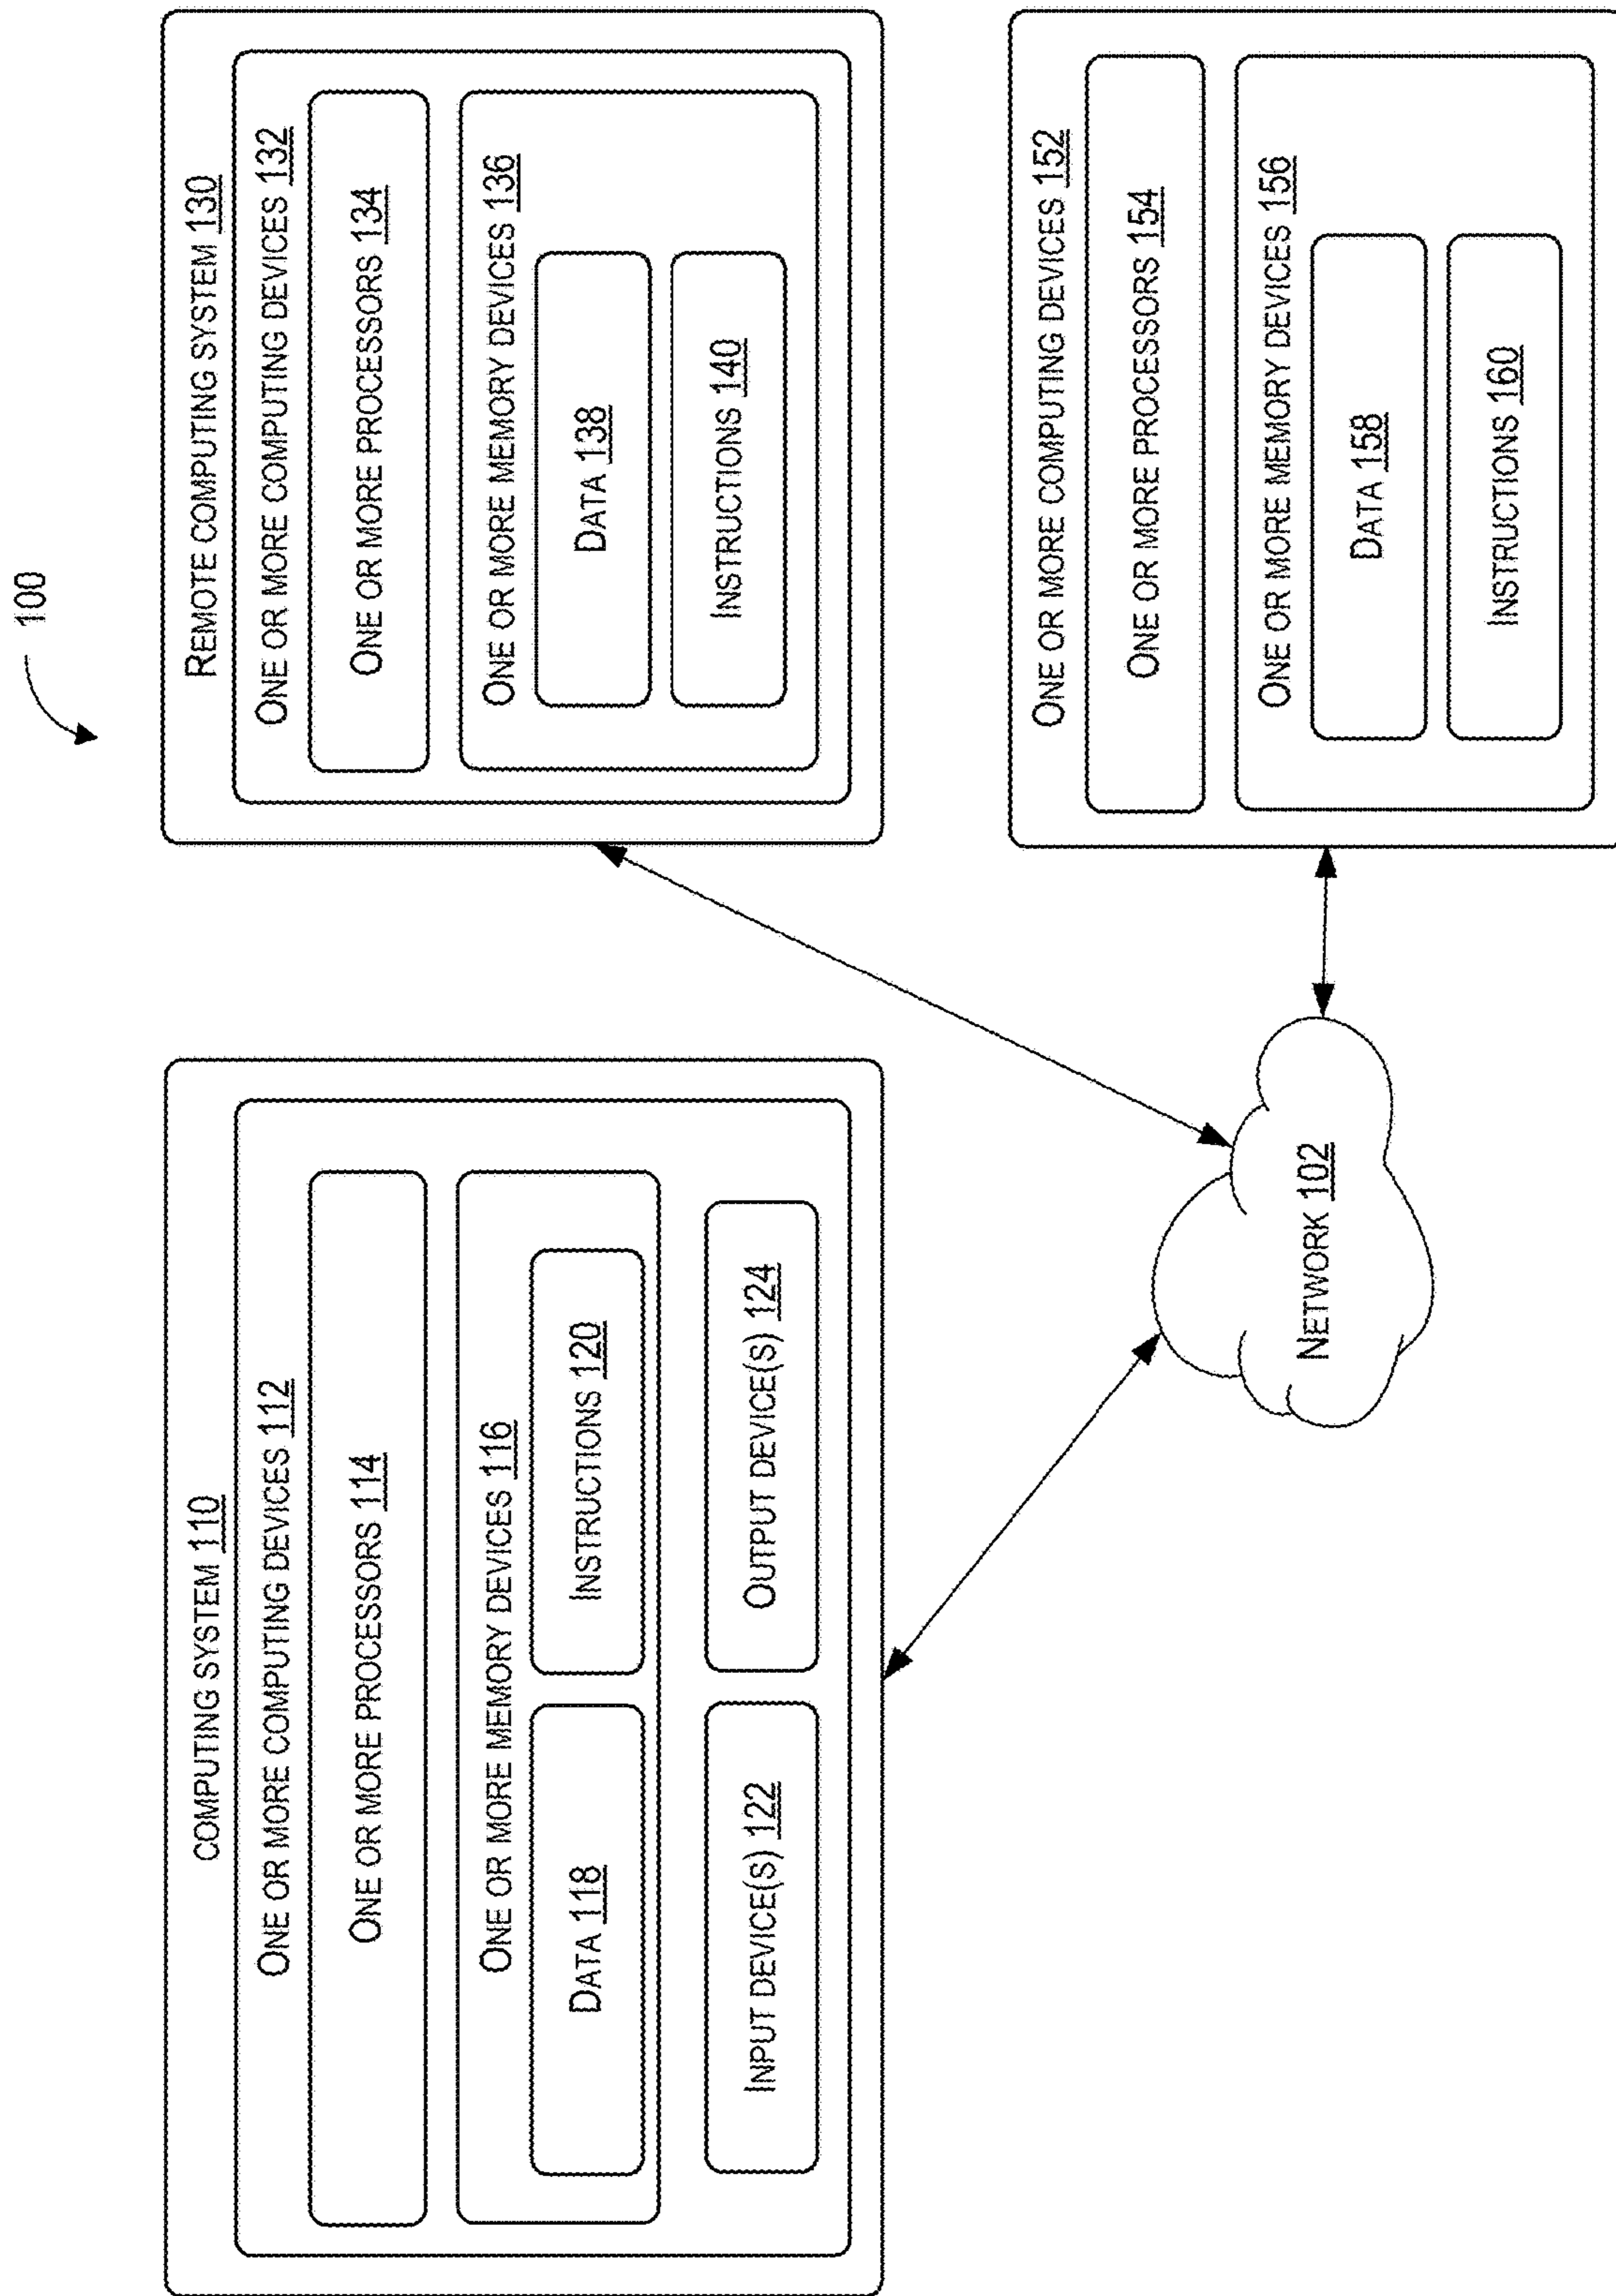 100
COMPUTING SYSTEM 110
ONE OR MORE COMPUTING DEVICES 112
ONE OR MORE PROCESSORS 114
ONE OR MORE MEMORY DEVICES 116
DATA 118
INSTRUCTIONS 120
INPUT DEVICE(S) 122
OUTPUT DEVICE(S) 124
REMOTE COMPUTING SYSTEM 130
ONE OR MORE COMPUTING DEVICES 132
ONE OR MORE PROCESSORS 134
ONE OR MORE MEMORY DEVICES 136
DATA 138
INSTRUCTIONS 140
NETWORK 102
ONE OR MORE COMPUTING DEVICES 152
ONE OR MORE PROCESSORS 154
ONE OR MORE MEMORY DEVICES 156
DATA 158
INSTRUCTIONS 160